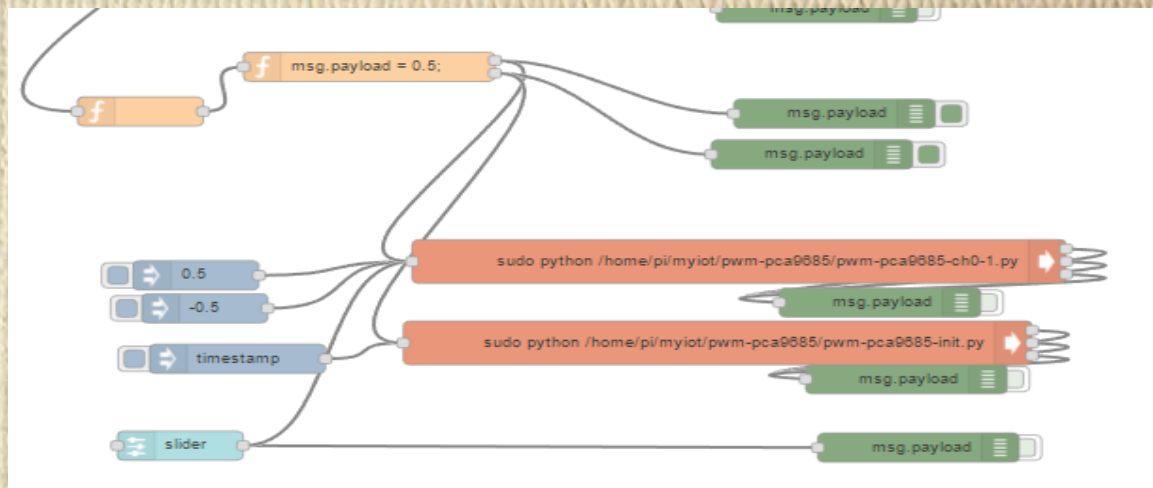 msg.payload
msg.payload = 0.5;
msg.payload
msg.payload
sudo python /home/pi/myiot/pwm-pca9685/pwm-pca9685-ch0-1.py
0.5
msg.payload
-0.5
sudo python /home/pi/myiot/pwm-pca9685/pwm-pca9685-init.py
timestamp
msg.payload
slider
msg.payload